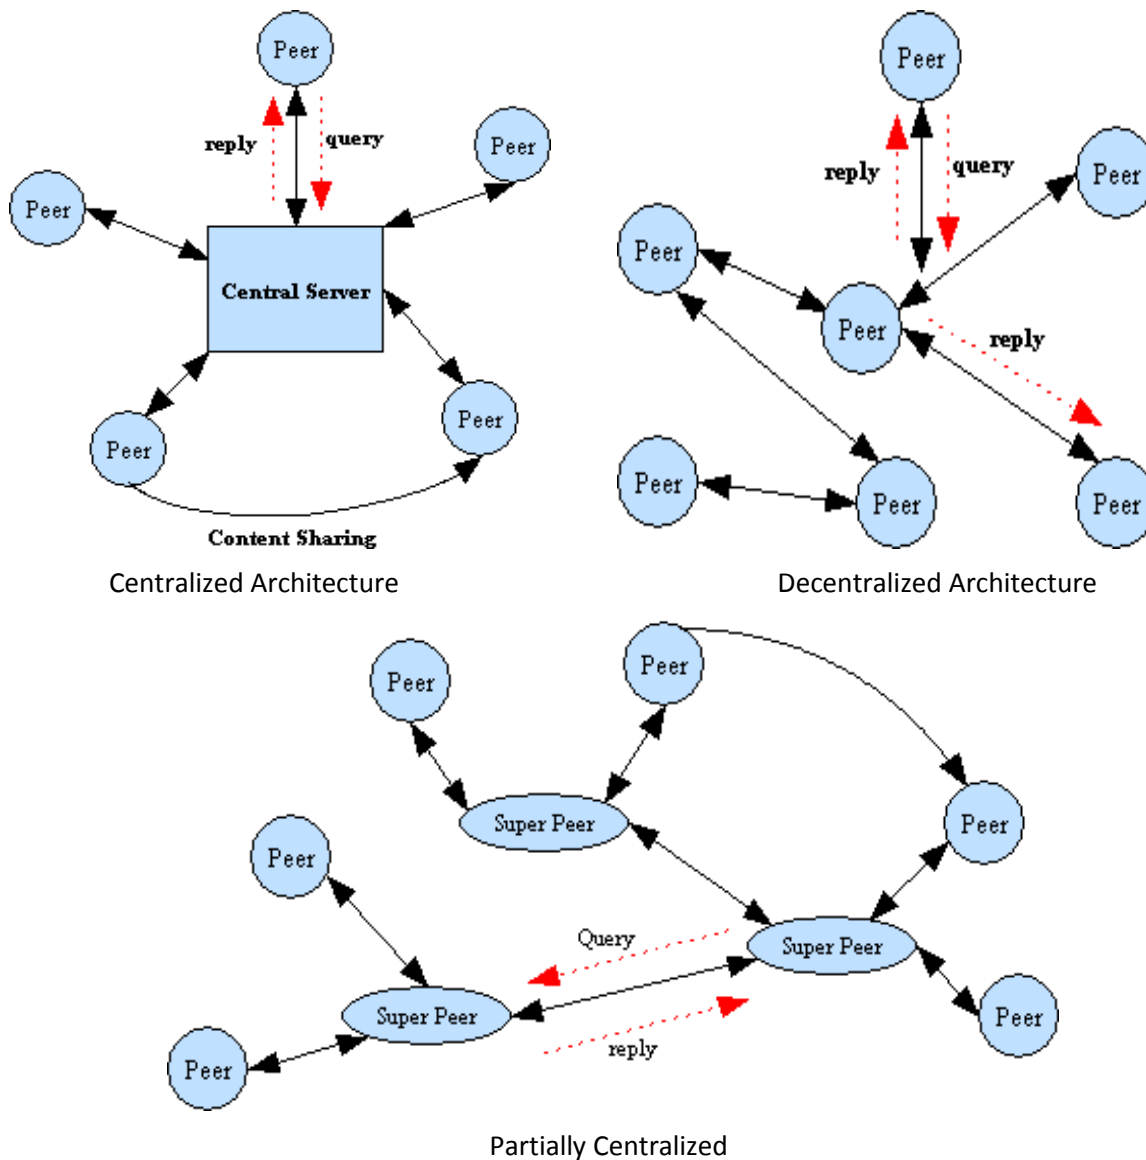 Peer
reply
query
Peer
Peer
Central Server
Peer
Peer
Content Sharing
Centralized Architecture
Peer
reply
query
Peer
Peer
Peer
reply
Peer
Peer
Peer
Decentralized Architecture
Peer
Peer
Super Peer
Peer
Peer
Query
Super Peer
Super Peer
Peer
reply
Peer
Partially Centralized